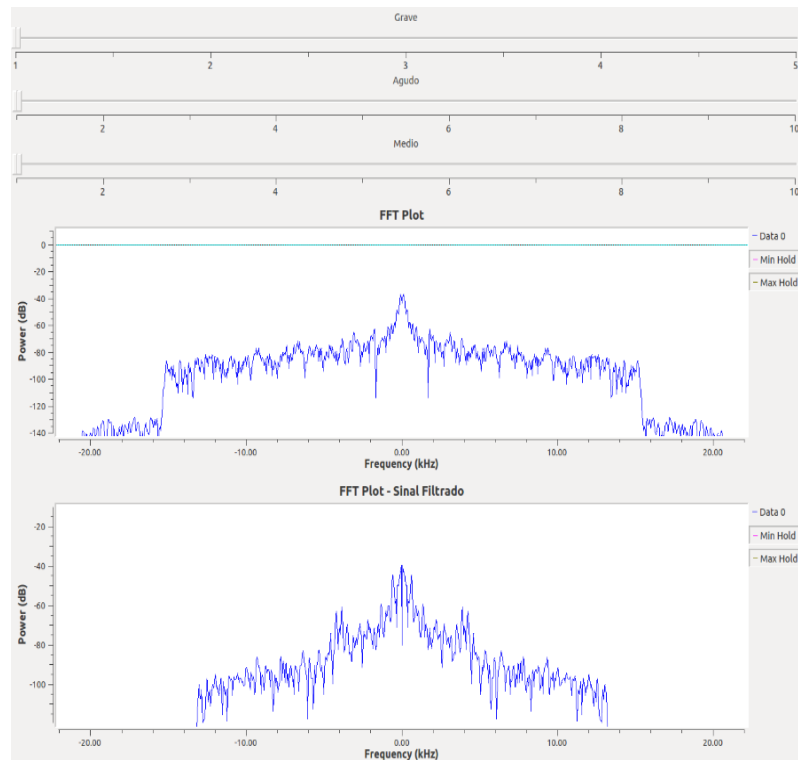 Grave
1 2 3 4 5
Agudo
2 4 6 8 10
Medio
2 4 6 8 10
FFT Plot
Power (dB)
0
-20
-40
-60
-80
-100
-120
-140
-20.00 -10.00 0.00 10.00 20.00
Frequency (kHz)
Data 0
Min Hold
Max Hold
FFT Plot - Sinal Filtrado
Power (dB)
-20
-40
-60
-80
-100
-20.00 -10.00 0.00 10.00 20.00
Frequency (kHz)
Data 0
Min Hold
Max Hold